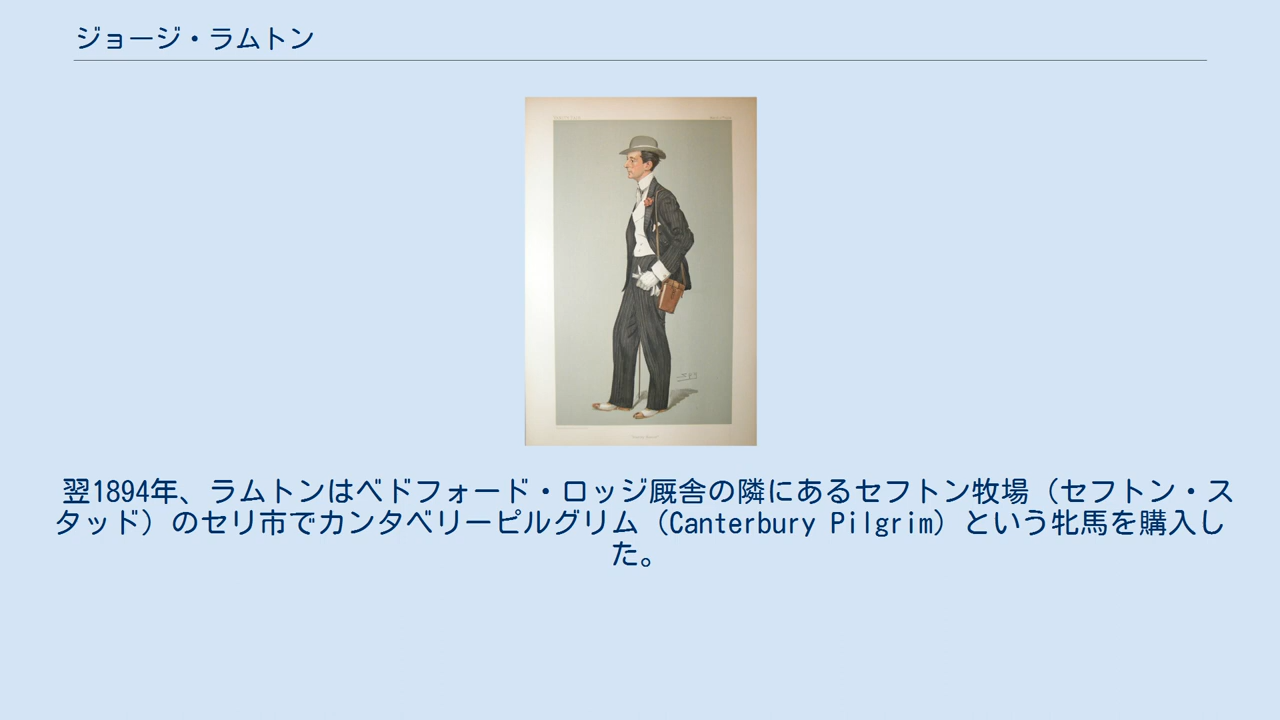 ジョージ・ラムトン
翌1894年、ラムトンはベドフォード・ロッジ厩舎の隣にあるセフトン牧場（セフトン・ス
タッド）のセリ市でカンタベリーピルグリム（Canterbury Pilgrim）という牝馬を購入し
た。